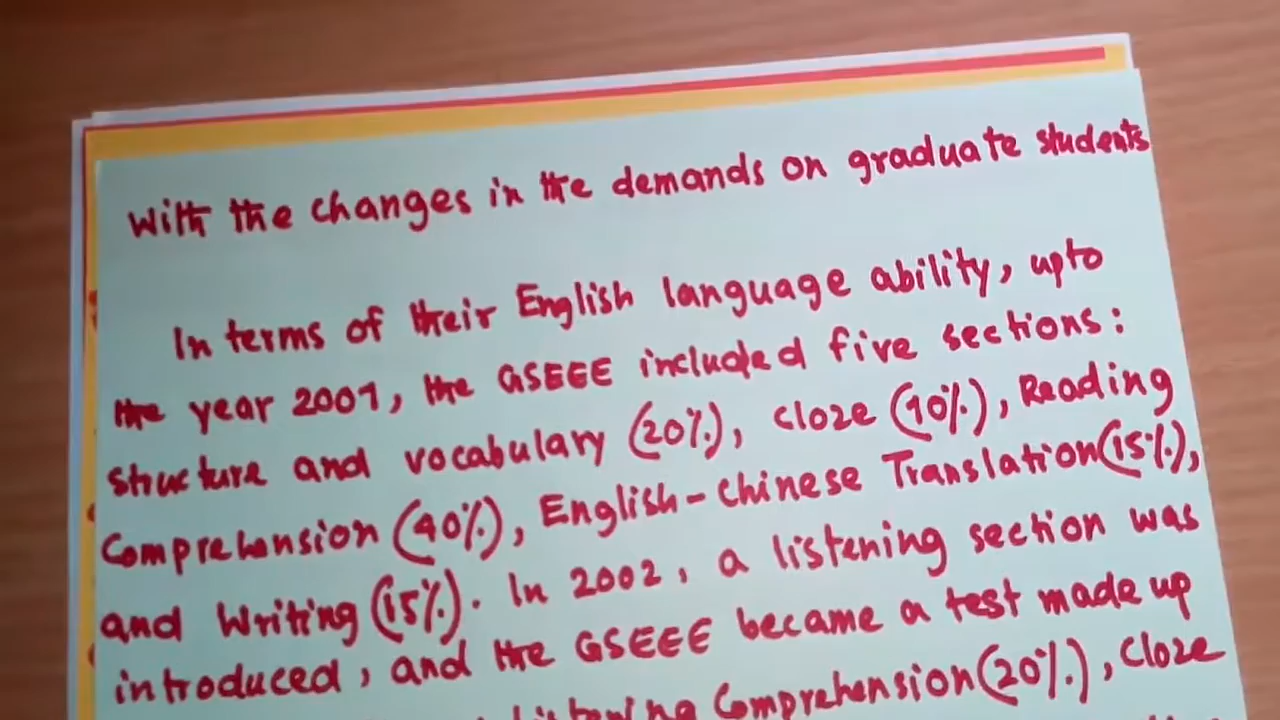 with the changes in the demands on graduate students
In terms of their English language ability, upto
the year 2001, the GSEEE included five sections:
structure and vocabulary (20%), cloze (10%), Reading
Comprehension (40%), English-Chinese Translation (15%),
and Writing (15%). In 2002, a listening section was
introduced, and the GSEEE became a test made up
Listening Comprehension (20%), Cloze